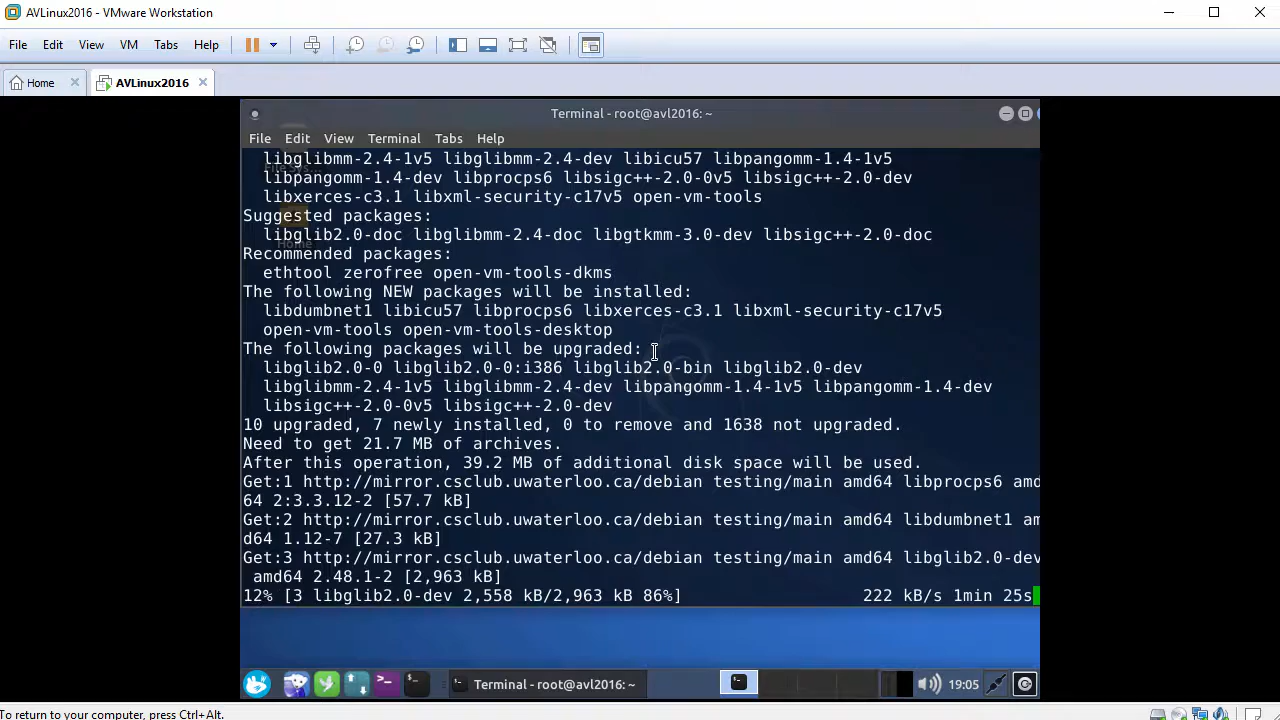 AVLinux2016 - VMware Workstation
File Edit View VM Tabs Help
Home AVLinux2016
Terminal - root@avl2016: ~
File Edit View Terminal Tabs Help
libglibmm-2.4-1v5 libglibmm-2.4-dev libicu57 libpangomm-1.4-1v5
libpangomm-1.4-dev libprocps6 libsigc++-2.0-0v5 libsigc++-2.0-dev
libxerces-c3.1 libxml-security-c17v5 open-vm-tools
Suggested packages:
libglib2.0-doc libglibmm-2.4-doc libgtkmm-3.0-dev libsigc++-2.0-doc
Home
Recommended packages:
ethtool zerofree open-vm-tools-dkms
The following NEW packages will be installed:
libdumbnet1 libicu57 libprocps6 libxerces-c3.1 libxml-security-c17v5
open-vm-tools open-vm-tools-desktop
The following packages will be upgraded:
libglib2.0-0 libglib2.0-0:i386 libglib2.0-bin libglib2.0-dev
libglibmm-2.4-1v5 libglibmm-2.4-dev libpangomm-1.4-1v5 libpangomm-1.4-dev
libsigc++-2.0-0v5 libsigc++-2.0-dev
10 upgraded, 7 newly installed, 0 to remove and 1638 not upgraded.
Need to get 21.7 MB of archives.
After this operation, 39.2 MB of additional disk space will be used.
Get:1 http://mirror.csclub.uwaterloo.ca/debian testing/main amd64 libprocps6 amd
64 2:3.3.12-2 [57.7 kB]
Get:2 http://mirror.csclub.uwaterloo.ca/debian testing/main amd64 libdumbnet1 am
d64 1.12-7 [27.3 kB]
Get:3 http://mirror.csclub.uwaterloo.ca/debian testing/main amd64 libglib2.0-dev
amd64 2.48.1-2 [2,963 kB]
12% [3 libglib2.0-dev 2,558 kB/2,963 kB 86%] 222 kB/s 1min 25s
Terminal - root@avl2016: ~ 19:05
To return to your computer, press Ctrl+Alt.